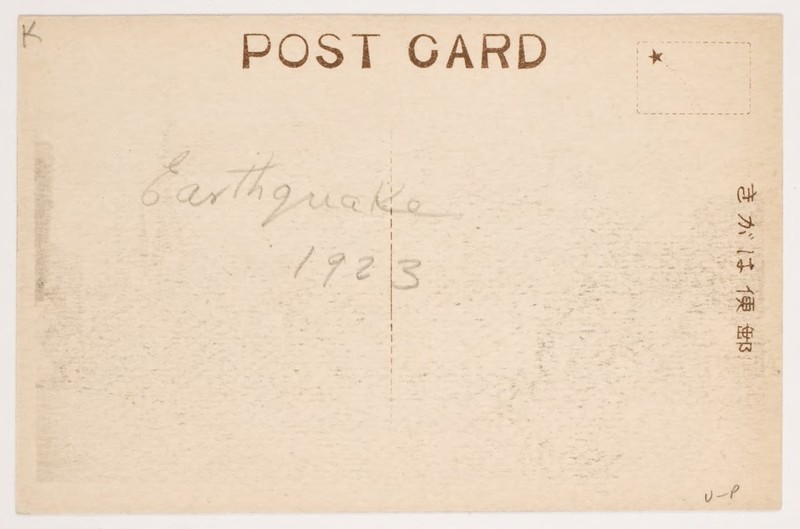 K
POST CARD
Earthquake
1923
郵便はがき
U-P